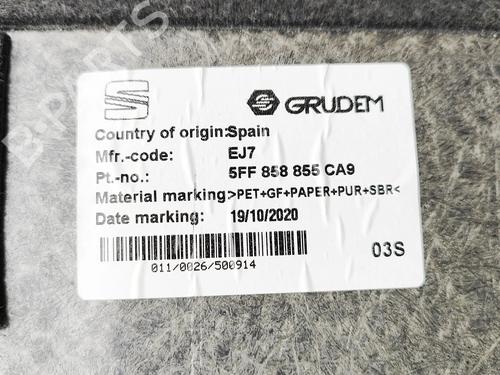 B-PARTS
GRUDEM
Country of origin: Spain
Mfr.-code: EJ7
Pt.-no.: 5FF 858 855 CA9
Material marking >PET+GF+PAPER+PUR+SBR<
Date marking: 19/10/2020
011/0026/500914
03S